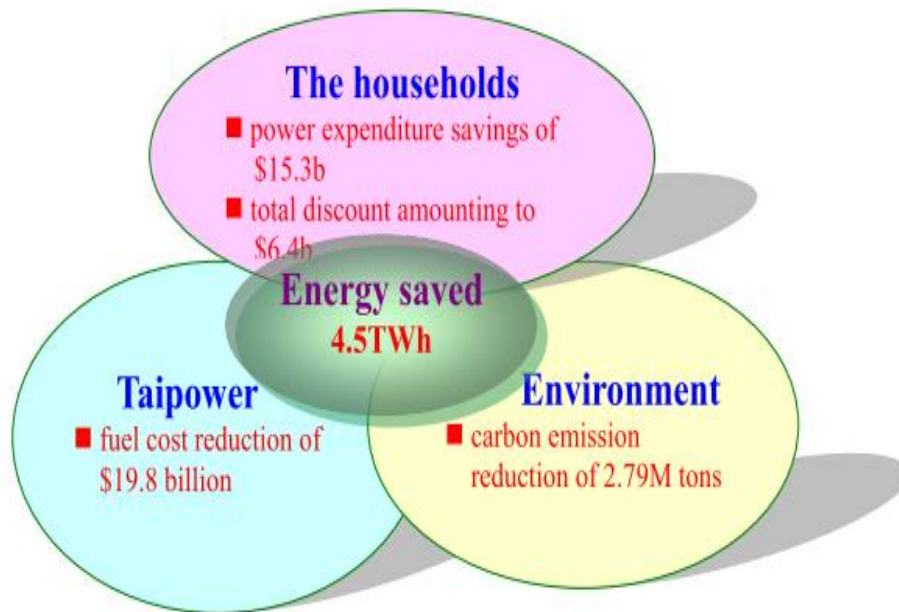 The households
■ power expenditure savings of
$15.3b
■ total discount amounting to
$6.4b
Energy saved
4.5TWh
Taipower
■ fuel cost reduction of
$19.8 billion
Environment
■ carbon emission
reduction of 2.79M tons